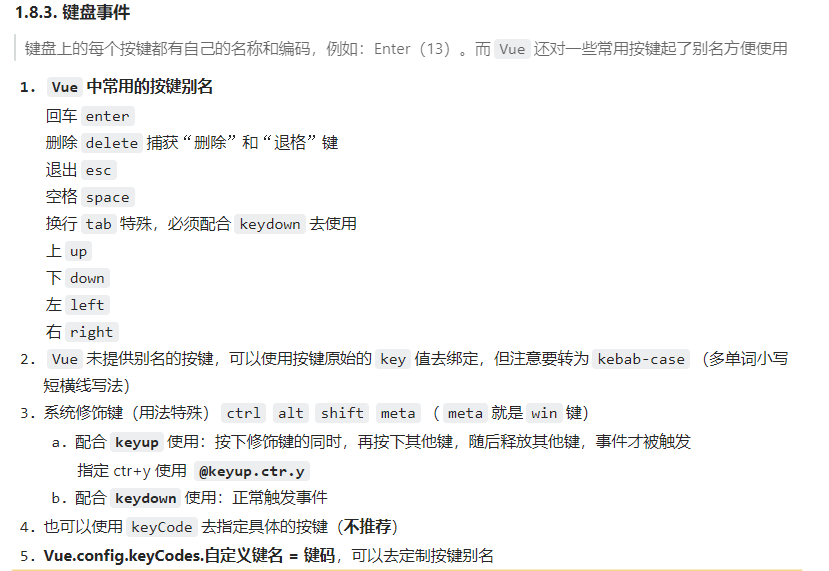 1.8.3. 键盘事件
键盘上的每个按键都有自己的名称和编码，例如：Enter（13）。而 Vue 还对一些常用按键起了别名方便使用
1. Vue 中常用的按键别名
回车 enter
删除 delete 捕获“删除”和“退格”键
退出 esc
空格 space
换行 tab 特殊，必须配合 keydown 去使用
上 up
下 down
左 left
右 right
2. Vue 未提供别名的按键，可以使用按键原始的 key 值去绑定，但注意要转为 kebab-case （多单词小写
短横线写法）
3. 系统修饰键（用法特殊） ctrl alt shift meta （ meta 就是 win 键）
a. 配合 keyup 使用：按下修饰键的同时，再按下其他键，随后释放其他键，事件才被触发
指定 ctr+y 使用 @keyup.ctr.y
b. 配合 keydown 使用：正常触发事件
4. 也可以使用 keyCode 去指定具体的按键（不推荐）
5. Vue.config.keyCodes.自定义键名 = 键码，可以去定制按键别名